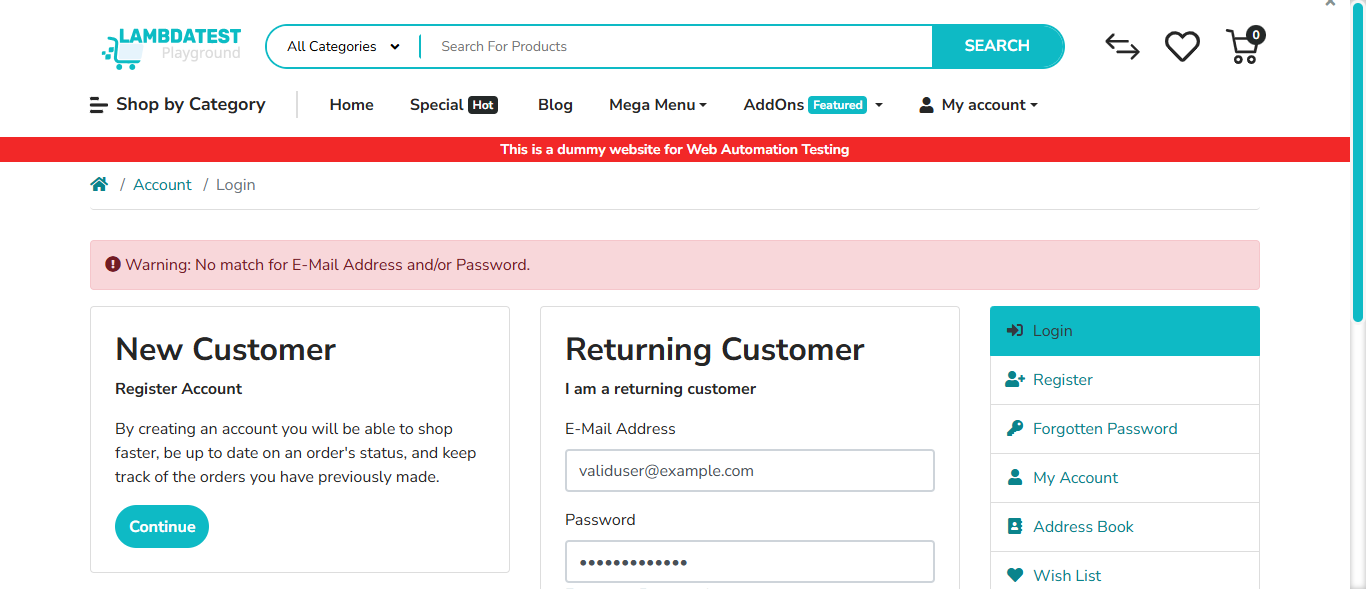 LAMBDATEST
Playground
All Categories
Search For Products
SEARCH
0
Shop by Category
Home
Special Hot
Blog
Mega Menu
AddOns Featured
My account
This is a dummy website for Web Automation Testing
/ Account / Login
Warning: No match for E-Mail Address and/or Password.
New Customer
Register Account
By creating an account you will be able to shop
faster, be up to date on an order's status, and keep
track of the orders you have previously made.
Continue
Returning Customer
I am a returning customer
E-Mail Address
validuser@example.com
Password
•••••••••••••
Login
Register
Forgotten Password
My Account
Address Book
Wish List